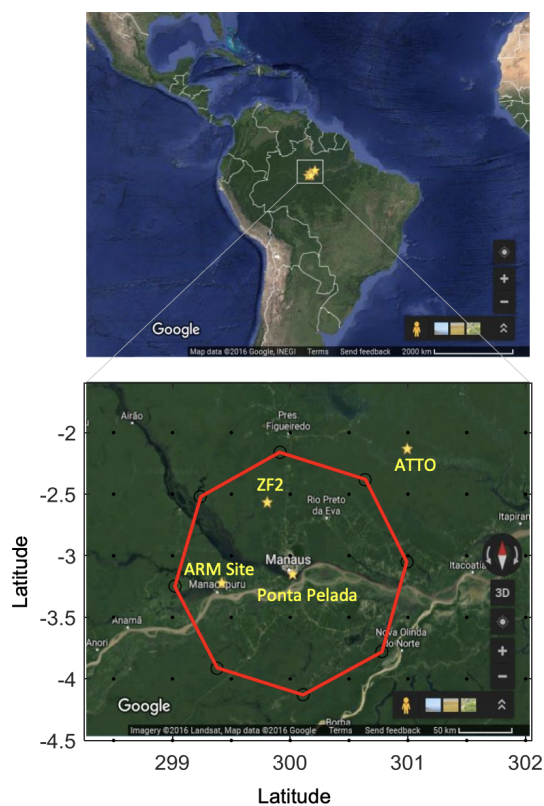 Google
2000 km
Map data ©2016 Google, INEGI Terms Send feedback
Airão
Pres.
Figueiredo
-2
ATTO
ZF2
-2.5
Rio Preto
da Eva
Itapiran
Manaus
-3
Itacoatia
ARM Site
Manacapuru
3D
Ponta Pelada
Latitude
-3.5
Anamã
Nova Olinda
do Norte
Anori
-4
Google
Borba
Imagery ©2016 Landsat, Map data ©2016 Google Terms Send feedback 50 km
-4.5
299 300 301 302
Latitude